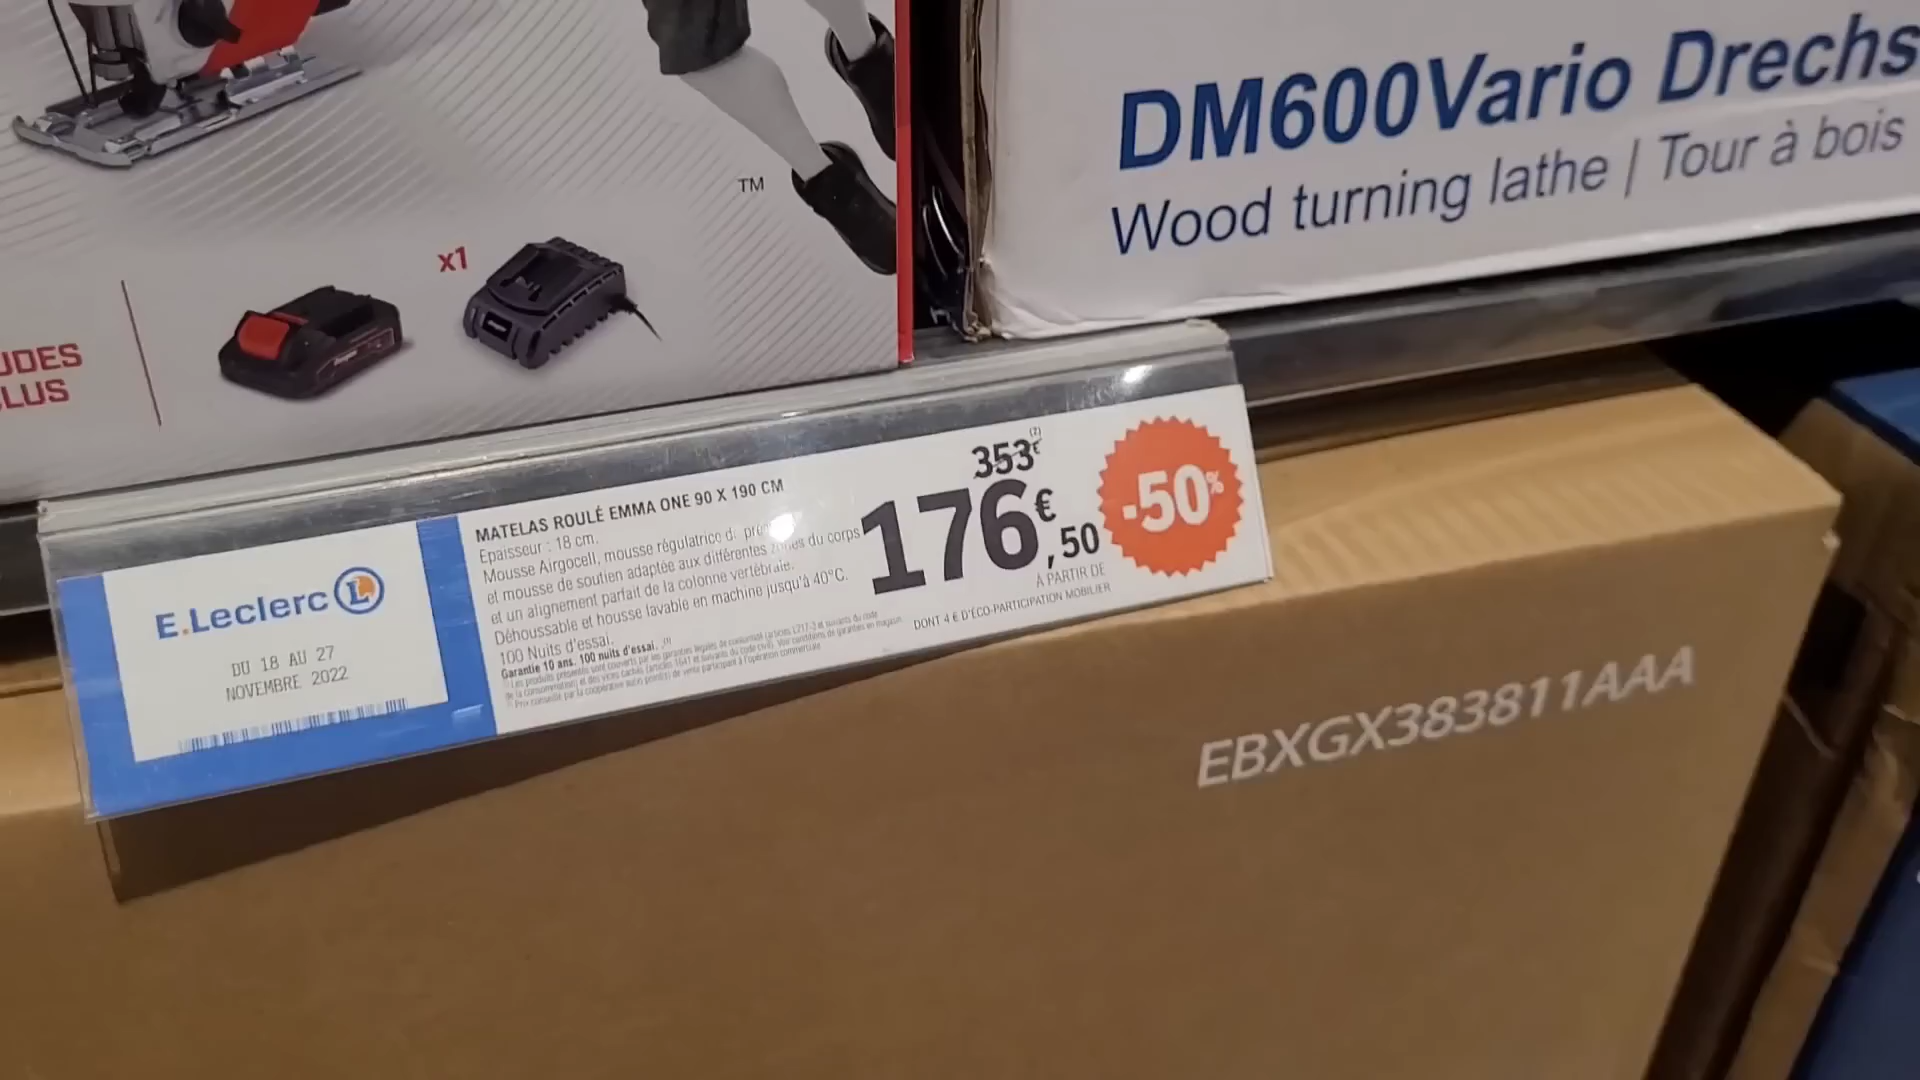 DM600Vario Drechs
Wood turning lathe | Tour à bois
TM
x1
UDES
LUS
E.Leclerc L
DU 18 AU 27
NOVEMBRE 2022
MATELAS ROULÉ EMMA ONE 90 X 190 CM
Epaisseur : 18 cm.
Mousse Airgocell, mousse régulatrice
et mousse de soutien adaptée aux différentes zones du corps
et un alignement parfait de la colonne vertébrale.
Déhoussable et housse lavable en machine jusqu'à 40°C.
100 Nuits d'essai.
Garantie 10 ans. 100 nuits d'essai. (1)
353€ (2)
176€,50
-50%
À PARTIR DE
DONT 4 € D'ÉCO-PARTICIPATION MOBILIER
EBXGX383811AAA